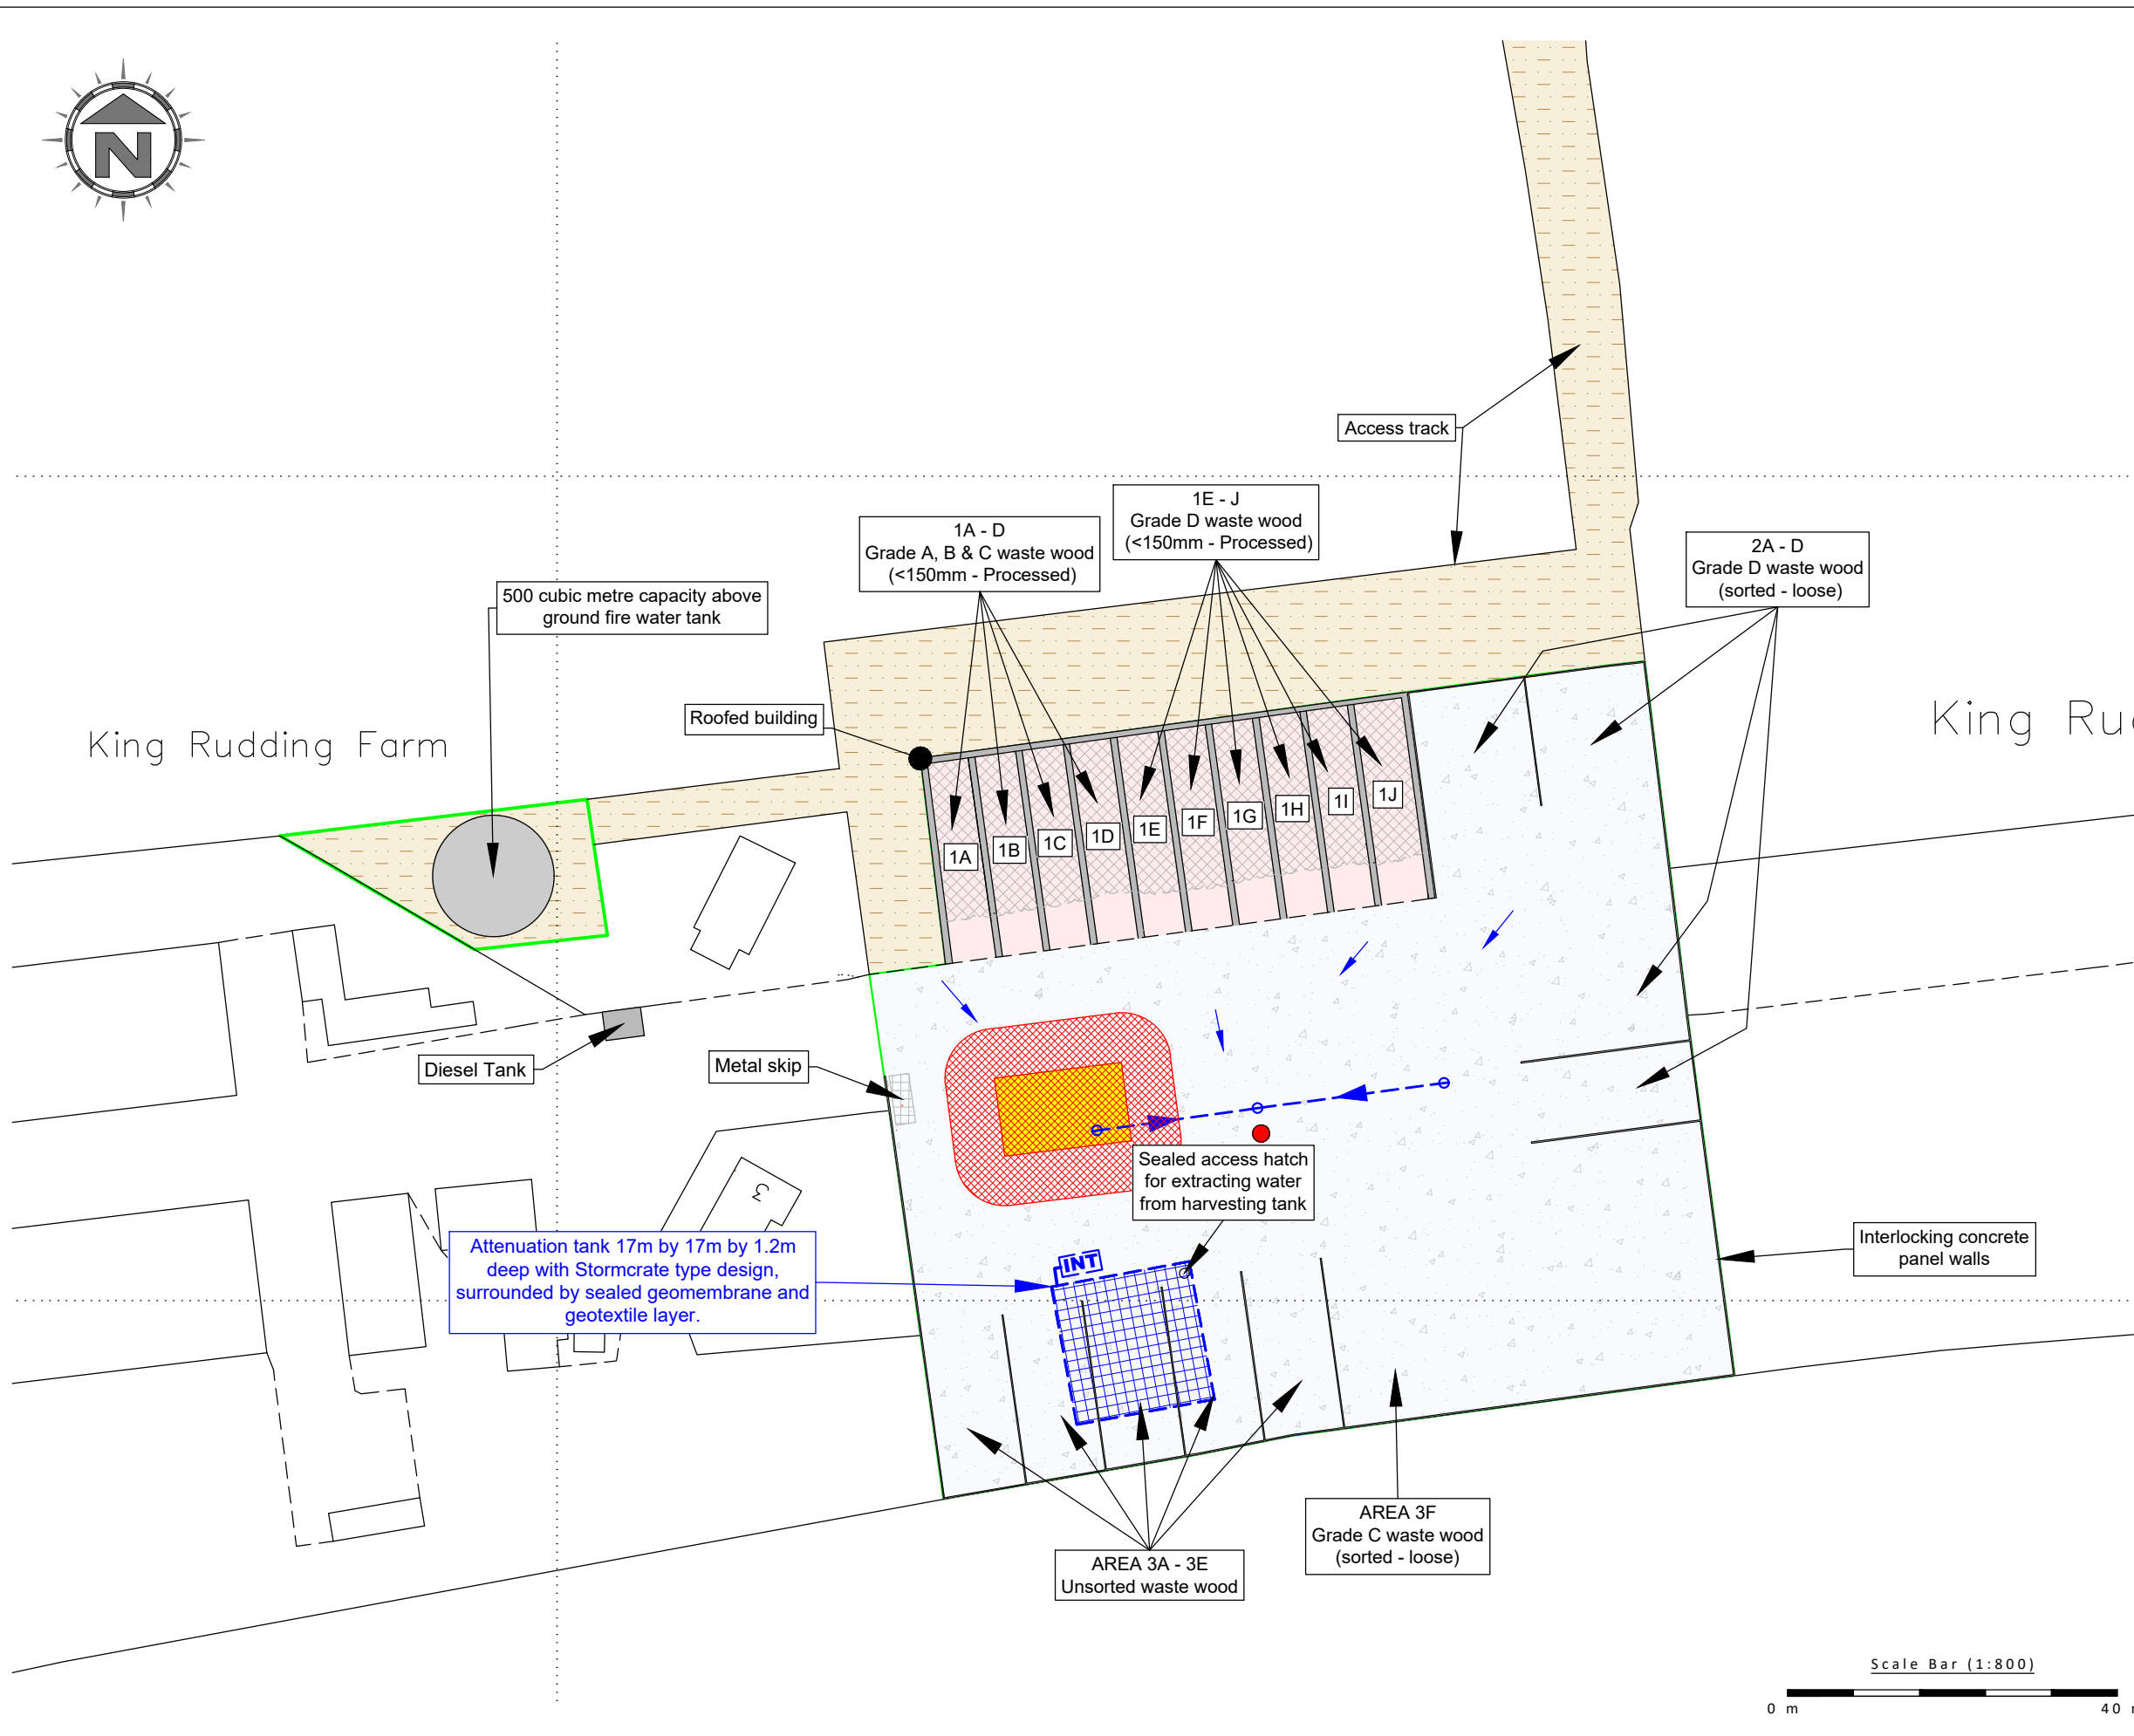 N
Access track
1E - J
Grade D waste wood
(<150mm - Processed)
1A - D
Grade A, B & C waste wood
(<150mm - Processed)
2A - D
Grade D waste wood
(sorted - loose)
500 cubic metre capacity above
ground fire water tank
Roofed building
King Rudding Farm
King Ru
1A
1B
1C
1D
1E
1F
1G
1H
1I
1J
Diesel Tank
Metal skip
Sealed access hatch
for extracting water
from harvesting tank
Attenuation tank 17m by 17m by 1.2m
deep with Stormcrate type design,
surrounded by sealed geomembrane and
geotextile layer.
INT
Interlocking concrete
panel walls
AREA 3F
Grade C waste wood
(sorted - loose)
AREA 3A - 3E
Unsorted waste wood
Scale Bar (1:800)
0 m
40